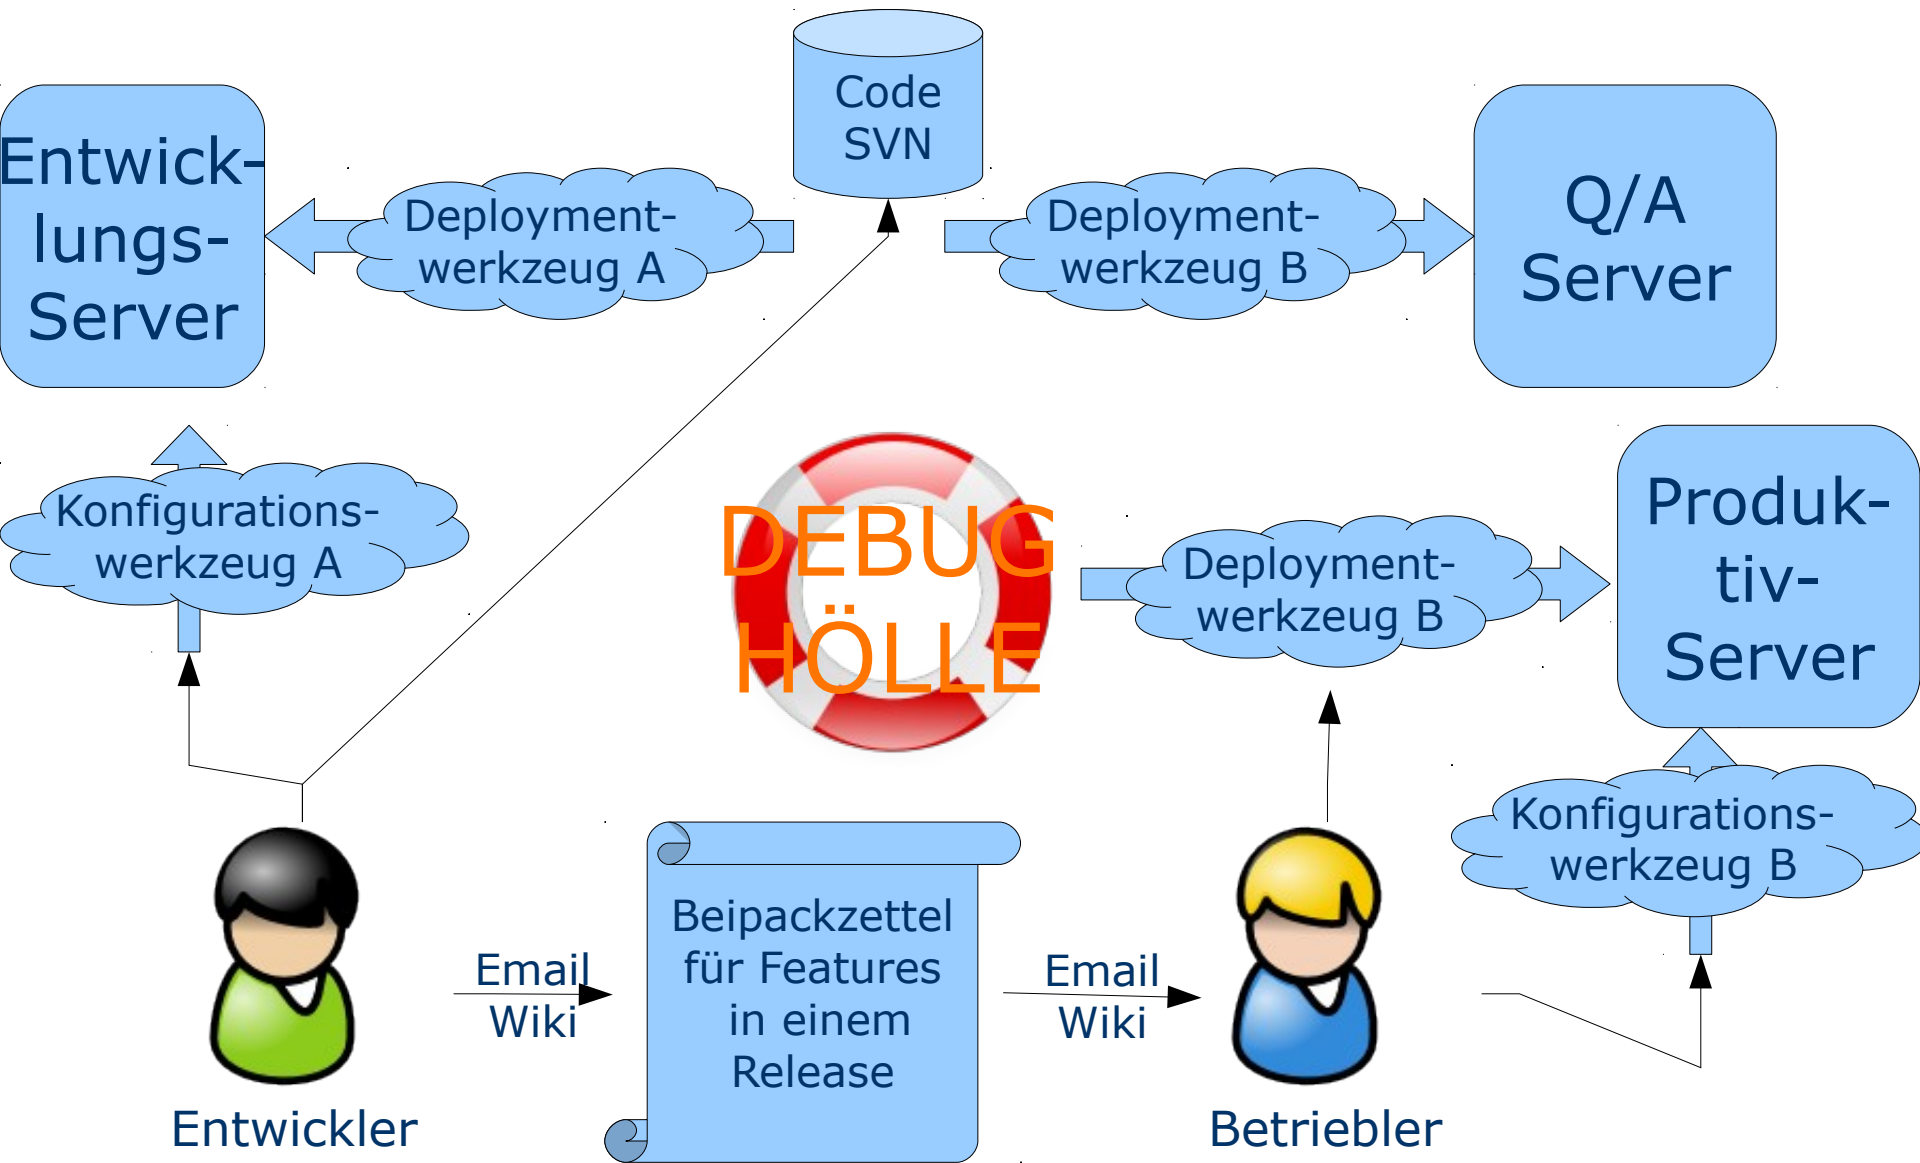 Code
SVN
Entwick-
lungs-
Server
Deployment-
werkzeug A
Deployment-
werkzeug B
Q/A
Server
Konfigurations-
werkzeug A
DEBUG
HÖLLE
Deployment-
werkzeug B
Produk-
tiv-
Server
Konfigurations-
werkzeug B
Email
Wiki
Beipackzettel
für Features
in einem
Release
Email
Wiki
Entwickler
Betriebler